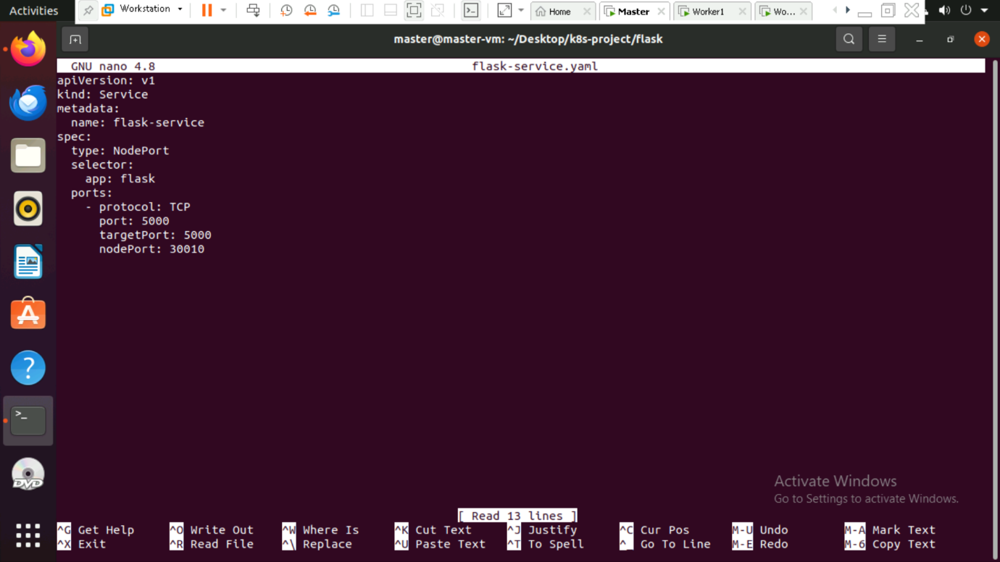 Activities
Workstation
Home
Master
Worker1
Wo...
master@master-vm: ~/Desktop/k8s-project/flask
GNU nano 4.8 flask-service.yaml
apiVersion: v1
kind: Service
metadata:
  name: flask-service
spec:
  type: NodePort
  selector:
    app: flask
  ports:
    - protocol: TCP
      port: 5000
      targetPort: 5000
      nodePort: 30010
Activate Windows
Go to Settings to activate Windows.
[ Read 13 lines ]
^G Get Help ^O Write Out ^W Where Is ^K Cut Text ^J Justify ^C Cur Pos M-U Undo M-A Mark Text
^X Exit ^R Read File ^\ Replace ^U Paste Text ^T To Spell ^_ Go To Line M-E Redo M-6 Copy Text
DVD